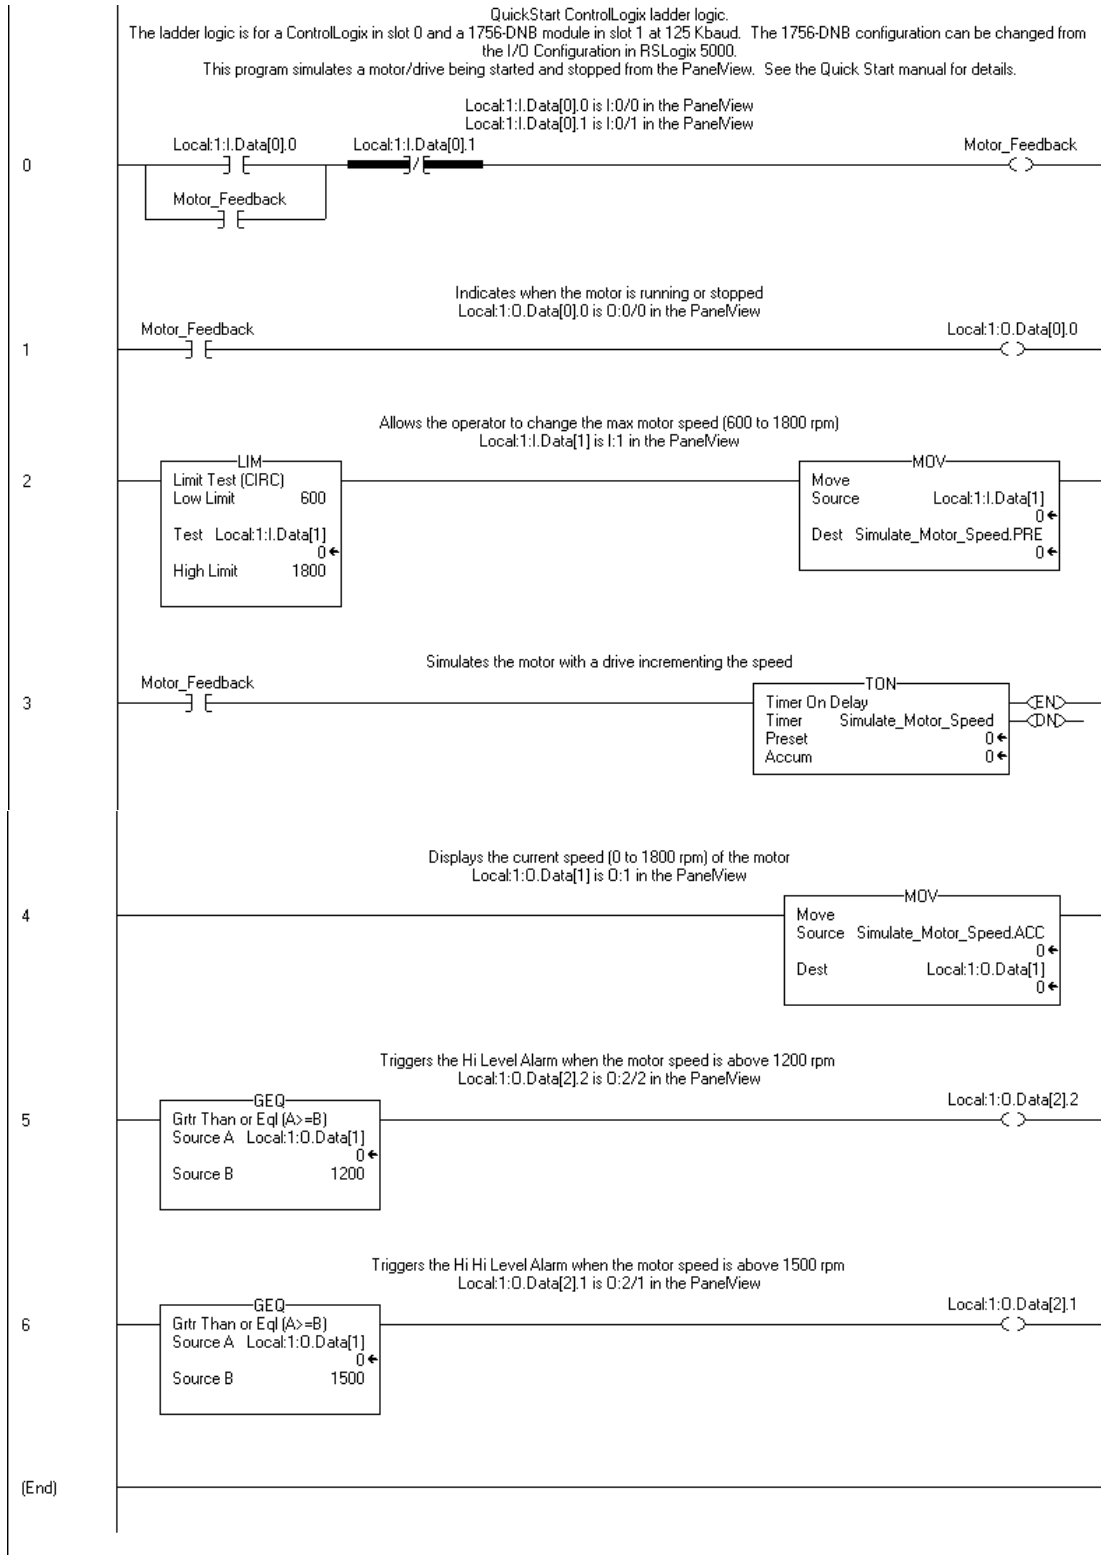 QuickStart ControlLogix ladder logic.
The ladder logic is for a ControlLogix in slot 0 and a 1756-DNB module in slot 1 at 125 Kbaud.  The 1756-DNB configuration can be changed from
the I/O Configuration in RSLogix 5000.
This program simulates a motor/drive being started and stopped from the PanelView.  See the Quick Start manual for details.
Local:1:I.Data[0].0 is I:0/0 in the PanelView
Local:1:I.Data[0].1 is I:0/1 in the PanelView
Local:1:I.Data[0].0 Local:1:I.Data[0].1 Motor_Feedback
0
/
Motor_Feedback
Indicates when the motor is running or stopped
Local:1:O.Data[0].0 is O:0/0 in the PanelView
Motor_Feedback Local:1:O.Data[0].0
1
Allows the operator to change the max motor speed (600 to 1800 rpm)
Local:1:I.Data[1] is I:1 in the PanelView
2
LIM
Limit Test (CIRC)
Low Limit 600
Test Local:1:I.Data[1]
0
High Limit 1800
MOV
Move
Source Local:1:I.Data[1]
0
Dest Simulate_Motor_Speed.PRE
0
Simulates the motor with a drive incrementing the speed
Motor_Feedback
3
TON
Timer On Delay
Timer Simulate_Motor_Speed
Preset 0
Accum 0
EN
DN
Displays the current speed (0 to 1800 rpm) of the motor
Local:1:O.Data[1] is O:1 in the PanelView
4
MOV
Move
Source Simulate_Motor_Speed.ACC
0
Dest Local:1:O.Data[1]
0
Triggers the Hi Level Alarm when the motor speed is above 1200 rpm
Local:1:O.Data[2].2 is O:2/2 in the PanelView
5
GEQ
Grtr Than or Eql (A>=B)
Source A Local:1:O.Data[1]
0
Source B 1200
Local:1:O.Data[2].2
Triggers the Hi Hi Level Alarm when the motor speed is above 1500 rpm
Local:1:O.Data[2].1 is O:2/1 in the PanelView
6
GEQ
Grtr Than or Eql (A>=B)
Source A Local:1:O.Data[1]
0
Source B 1500
Local:1:O.Data[2].1
(End)